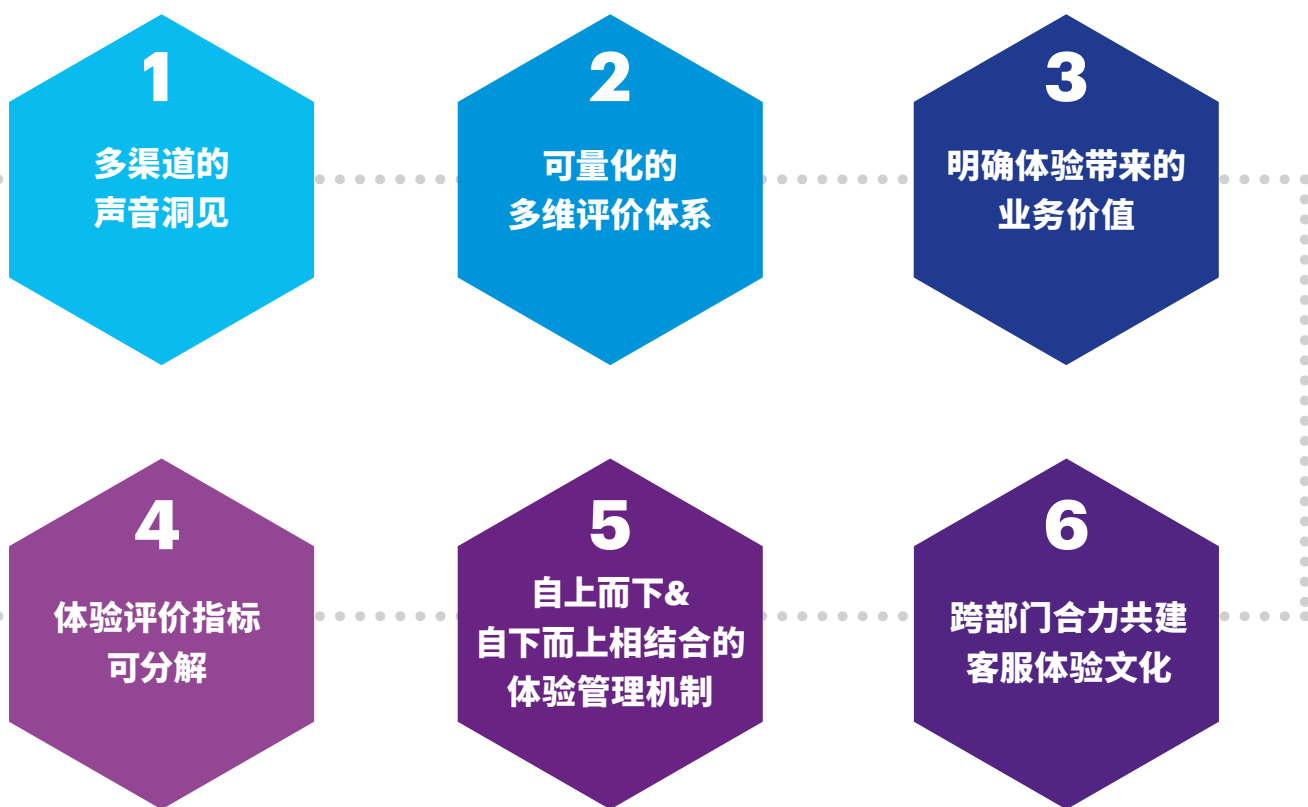 1
多渠道的
声音洞见
2
可量化的
多维评价体系
3
明确体验带来的
业务价值
4
体验评价指标
可分解
5
自上而下&
自下而上相结合的
体验管理机制
6
跨部门合力共建
客服体验文化